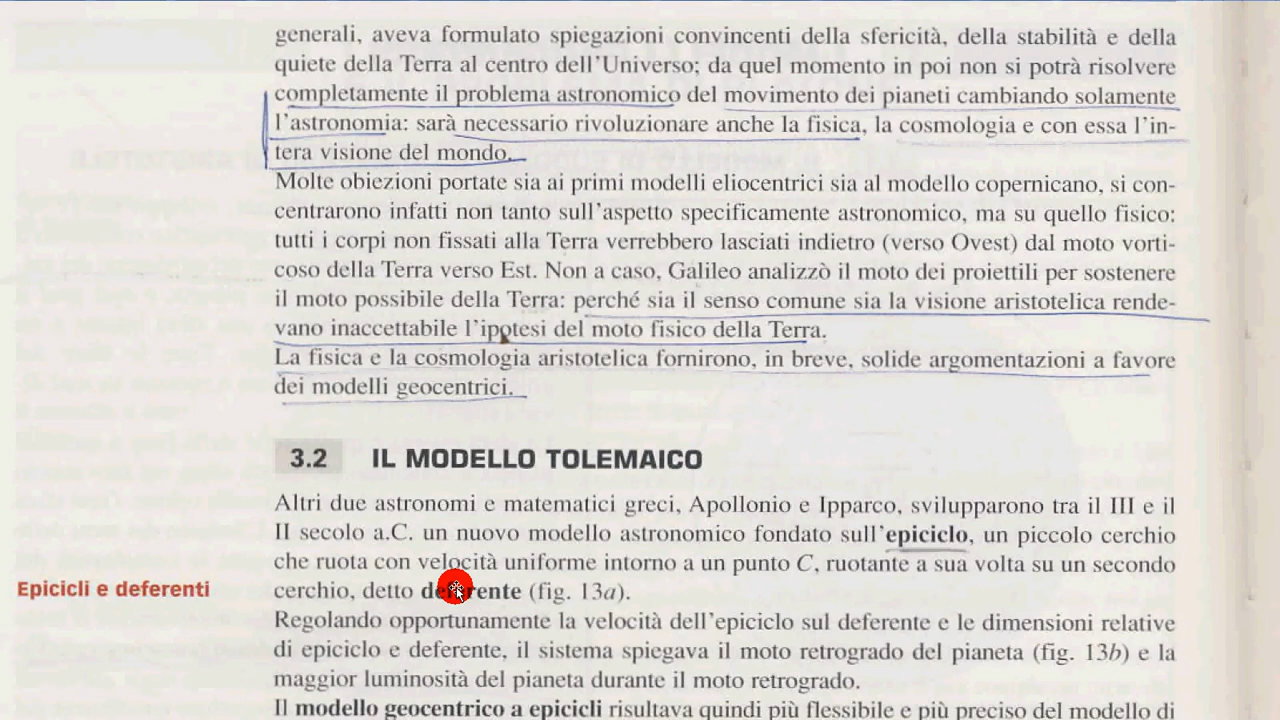 generali, aveva formulato spiegazioni convincenti della sfericità, della stabilità e della
quiete della Terra al centro dell'Universo; da quel momento in poi non si potrà risolvere
completamente il problema astronomico del movimento dei pianeti cambiando solamente
l'astronomia: sarà necessario rivoluzionare anche la fisica, la cosmologia e con essa l'in-
tera visione del mondo.
Molte obiezioni portate sia ai primi modelli eliocentrici sia al modello copernicano, si con-
centrarono infatti non tanto sull'aspetto specificamente astronomico, ma su quello fisico:
tutti i corpi non fissati alla Terra verrebbero lasciati indietro (verso Ovest) dal moto vorti-
coso della Terra verso Est. Non a caso, Galileo analizzò il moto dei proiettili per sostenere
il moto possibile della Terra: perché sia il senso comune sia la visione aristotelica rende-
vano inaccettabile l'ipotesi del moto fisico della Terra.
La fisica e la cosmologia aristotelica fornirono, in breve, solide argomentazioni a favore
dei modelli geocentrici.
3.2 IL MODELLO TOLEMAICO
Altri due astronomi e matematici greci, Apollonio e Ipparco, svilupparono tra il III e il
II secolo a.C. un nuovo modello astronomico fondato sull'epiciclo, un piccolo cerchio
che ruota con velocità uniforme intorno a un punto C, ruotante a sua volta su un secondo
Epicicli e deferenti
cerchio, detto deferente (fig. 13a).
Regolando opportunamente la velocità dell'epiciclo sul deferente e le dimensioni relative
di epiciclo e deferente, il sistema spiegava il moto retrogrado del pianeta (fig. 13b) e la
maggior luminosità del pianeta durante il moto retrogrado.
Il modello geocentrico a epicicli risultava quindi più flessibile e più preciso del modello di